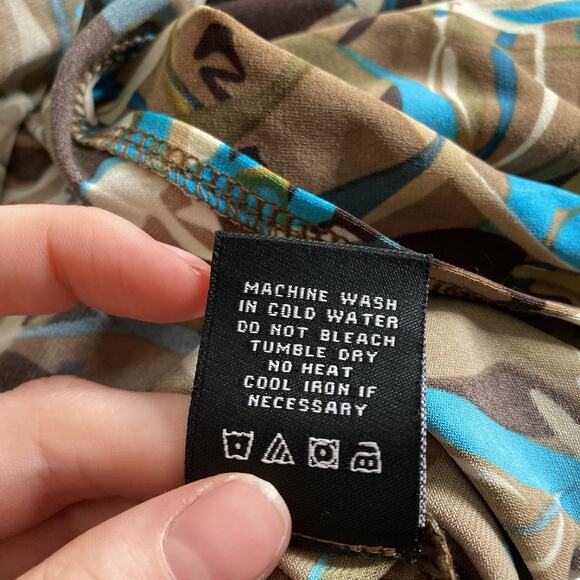 MACHINE WASH
IN COLD WATER
DO NOT BLEACH
TUMBLE DRY
NO HEAT
COOL IRON IF
NECESSARY